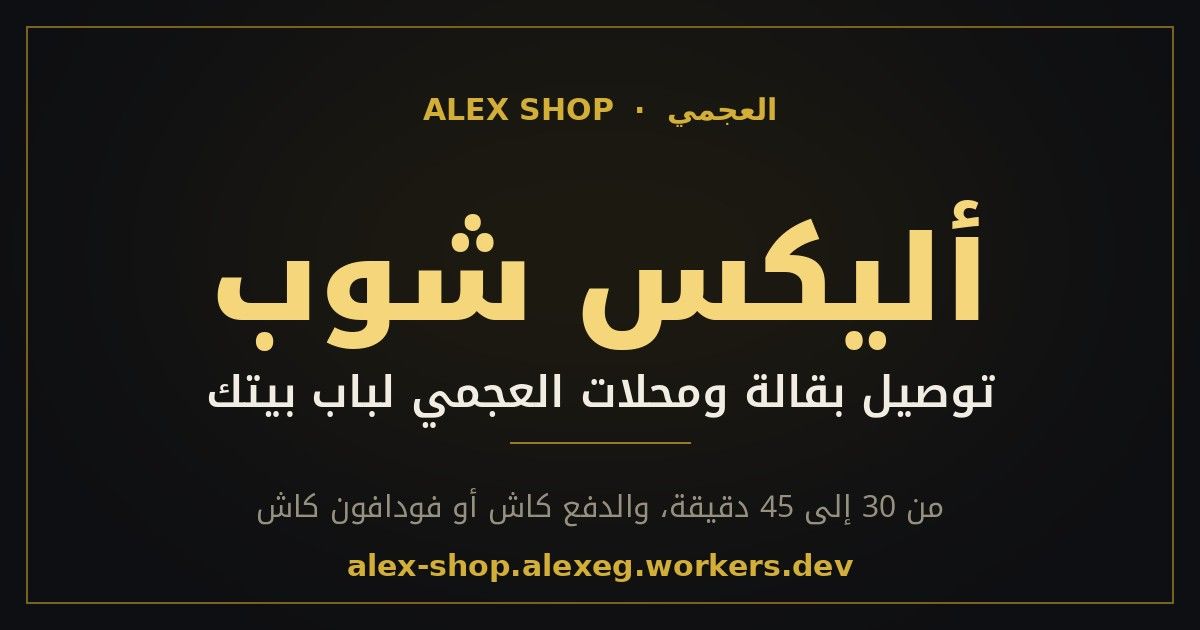 ALEX SHOP · العجمي
أليكس شوب
توصيل بقالة ومحلات العجمي لباب بيتك
من 30 إلى 45 دقيقة، والدفع كاش أو فودافون كاش
alex-shop.alexeg.workers.dev